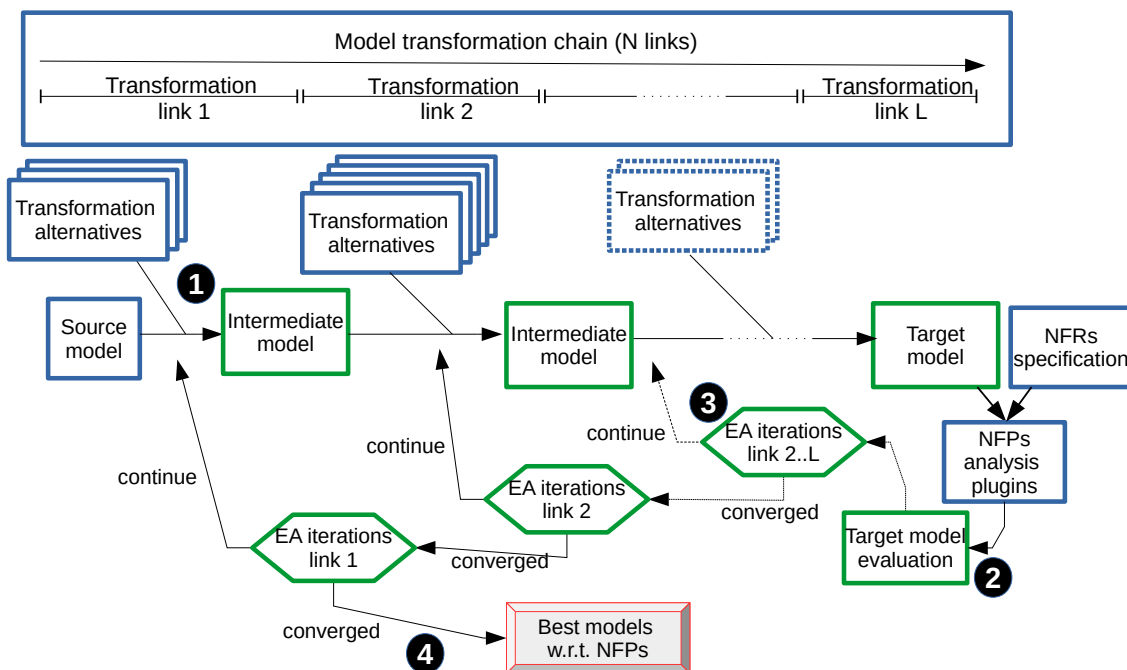 Model transformation chain (N links)
Transformation
link 1
Transformation
link 2
Transformation
link L
Transformation
alternatives
Transformation
alternatives
Transformation
alternatives
1
Source
model
Intermediate
model
Intermediate
model
Target
model
NFRs
specification
3
continue
EA iterations
link 2..L
NFPs
analysis
plugins
continue
continue
EA iterations
link 2
converged
Target model
evaluation
2
EA iterations
link 1
converged
converged
4
Best models
w.r.t. NFPs